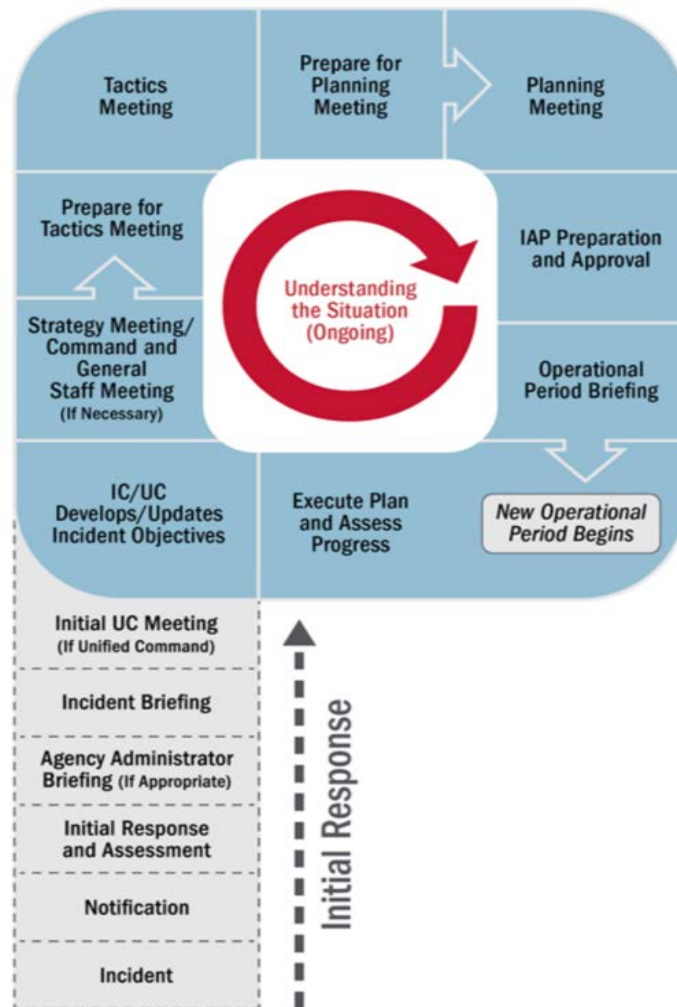 Tactics
Meeting
Prepare for
Planning
Meeting
Planning
Meeting
Prepare for
Tactics Meeting
IAP Preparation
and Approval
Understanding
the Situation
(Ongoing)
Strategy Meeting/
Command and
General
Staff Meeting
(If Necessary)
Operational
Period Briefing
IC/UC
Develops/Updates
Incident Objectives
Execute Plan
and Assess
Progress
New Operational
Period Begins
Initial UC Meeting
(If Unified Command)
Incident Briefing
Agency Administrator
Briefing (If Appropriate)
Initial Response
and Assessment
Notification
Incident
Initial Response